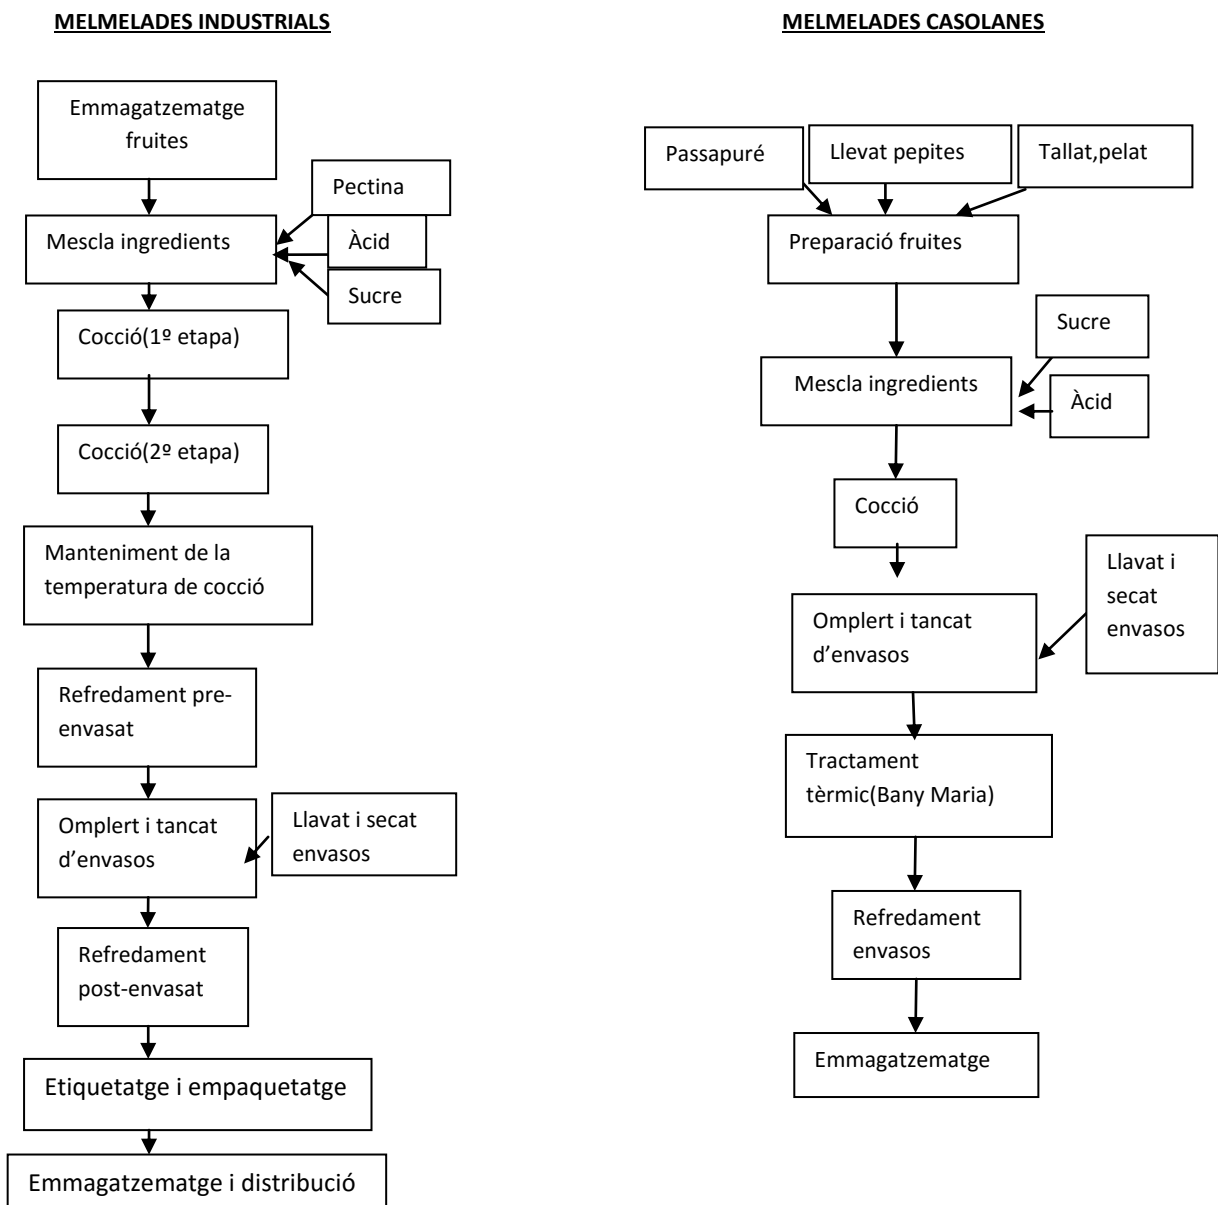 MELMELADES INDUSTRIALS
Emmagatzematge
fruites
Pectina
Mescla ingredients
Àcid
Sucre
Cocció(1º etapa)
Cocció(2º etapa)
Manteniment de la
temperatura de cocció
Refredament pre-
envasat
Omplert i tancat
d’envasos
Llavat i secat
envasos
Refredament
post-envasat
Etiquetatge i empaquetatge
Emmagatzematge i distribució
MELMELADES CASOLANES
Passapuré
Llevat pepites
Tallat,pelat
Preparació fruites
Sucre
Mescla ingredients
Àcid
Cocció
Llavat i
secat
envasos
Omplert i tancat
d’envasos
Tractament
tèrmic(Bany Maria)
Refredament
envasos
Emmagatzematge